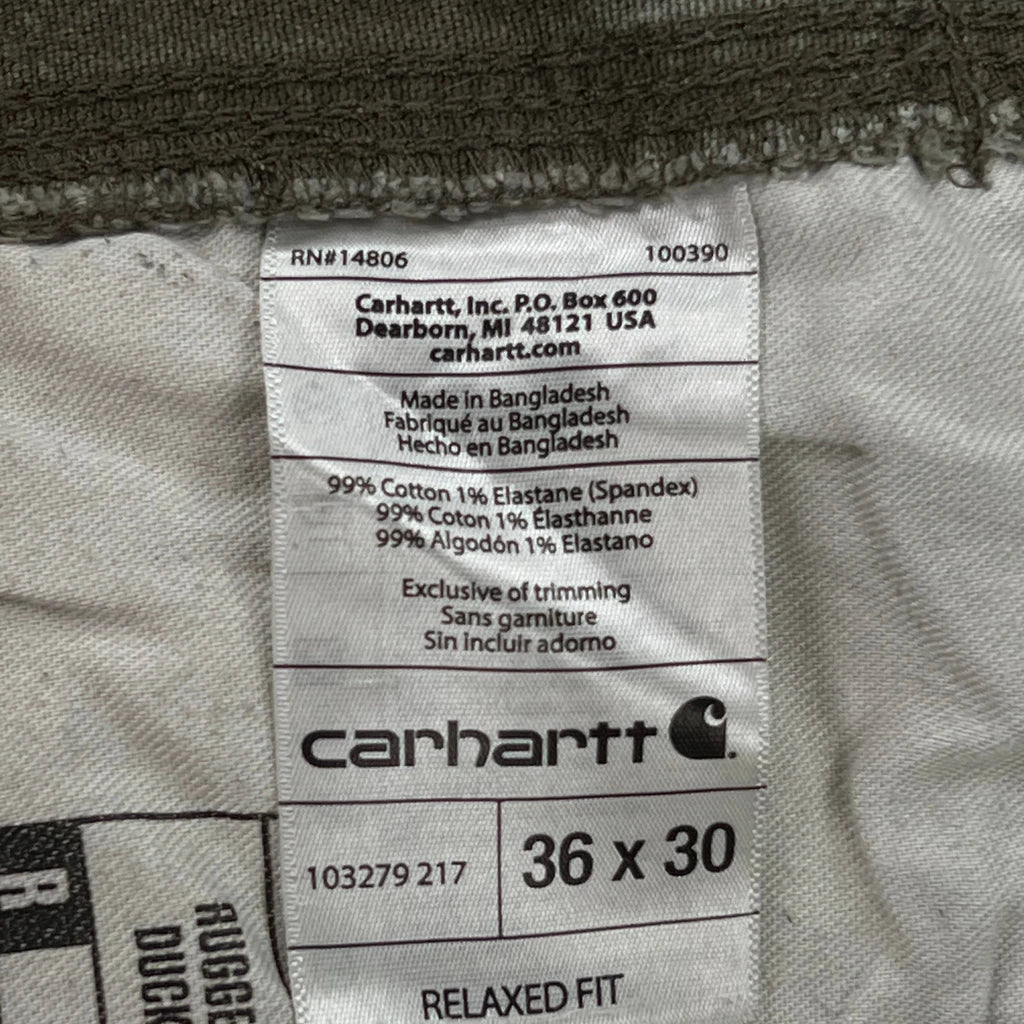 RN#14806 100390
Carhartt, Inc. P.O. Box 600
Dearborn, MI 48121 USA
carhartt.com
Made in Bangladesh
Fabriqué au Bangladesh
Hecho en Bangladesh
99% Cotton 1% Elastane (Spandex)
99% Coton 1% Élasthanne
99% Algodón 1% Elastano
Exclusive of trimming
Sans garniture
Sin incluir adorno
carhartt
103279 217
36 x 30
RELAXED FIT
R
RUGGE
DUCK